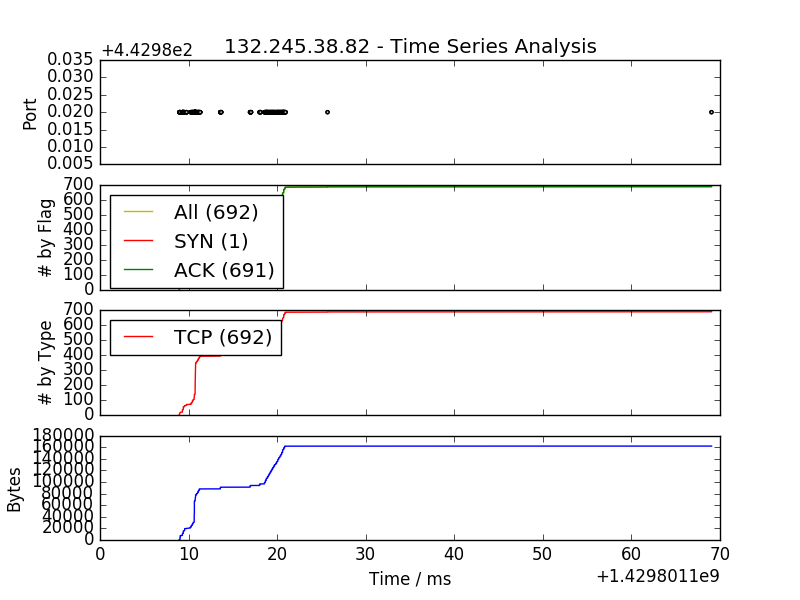 +4.4298e2
132.245.38.82 - Time Series Analysis
Port
0.035
0.030
0.025
0.020
0.015
0.010
0.005
# by Flag
700
600
500
400
300
200
100
0
All (692)
SYN (1)
ACK (691)
# by Type
700
600
500
400
300
200
100
0
TCP (692)
Bytes
180000
160000
140000
120000
100000
80000
60000
40000
20000
0
0 10 20 30 40 50 60 70
Time / ms
+1.4298011e9